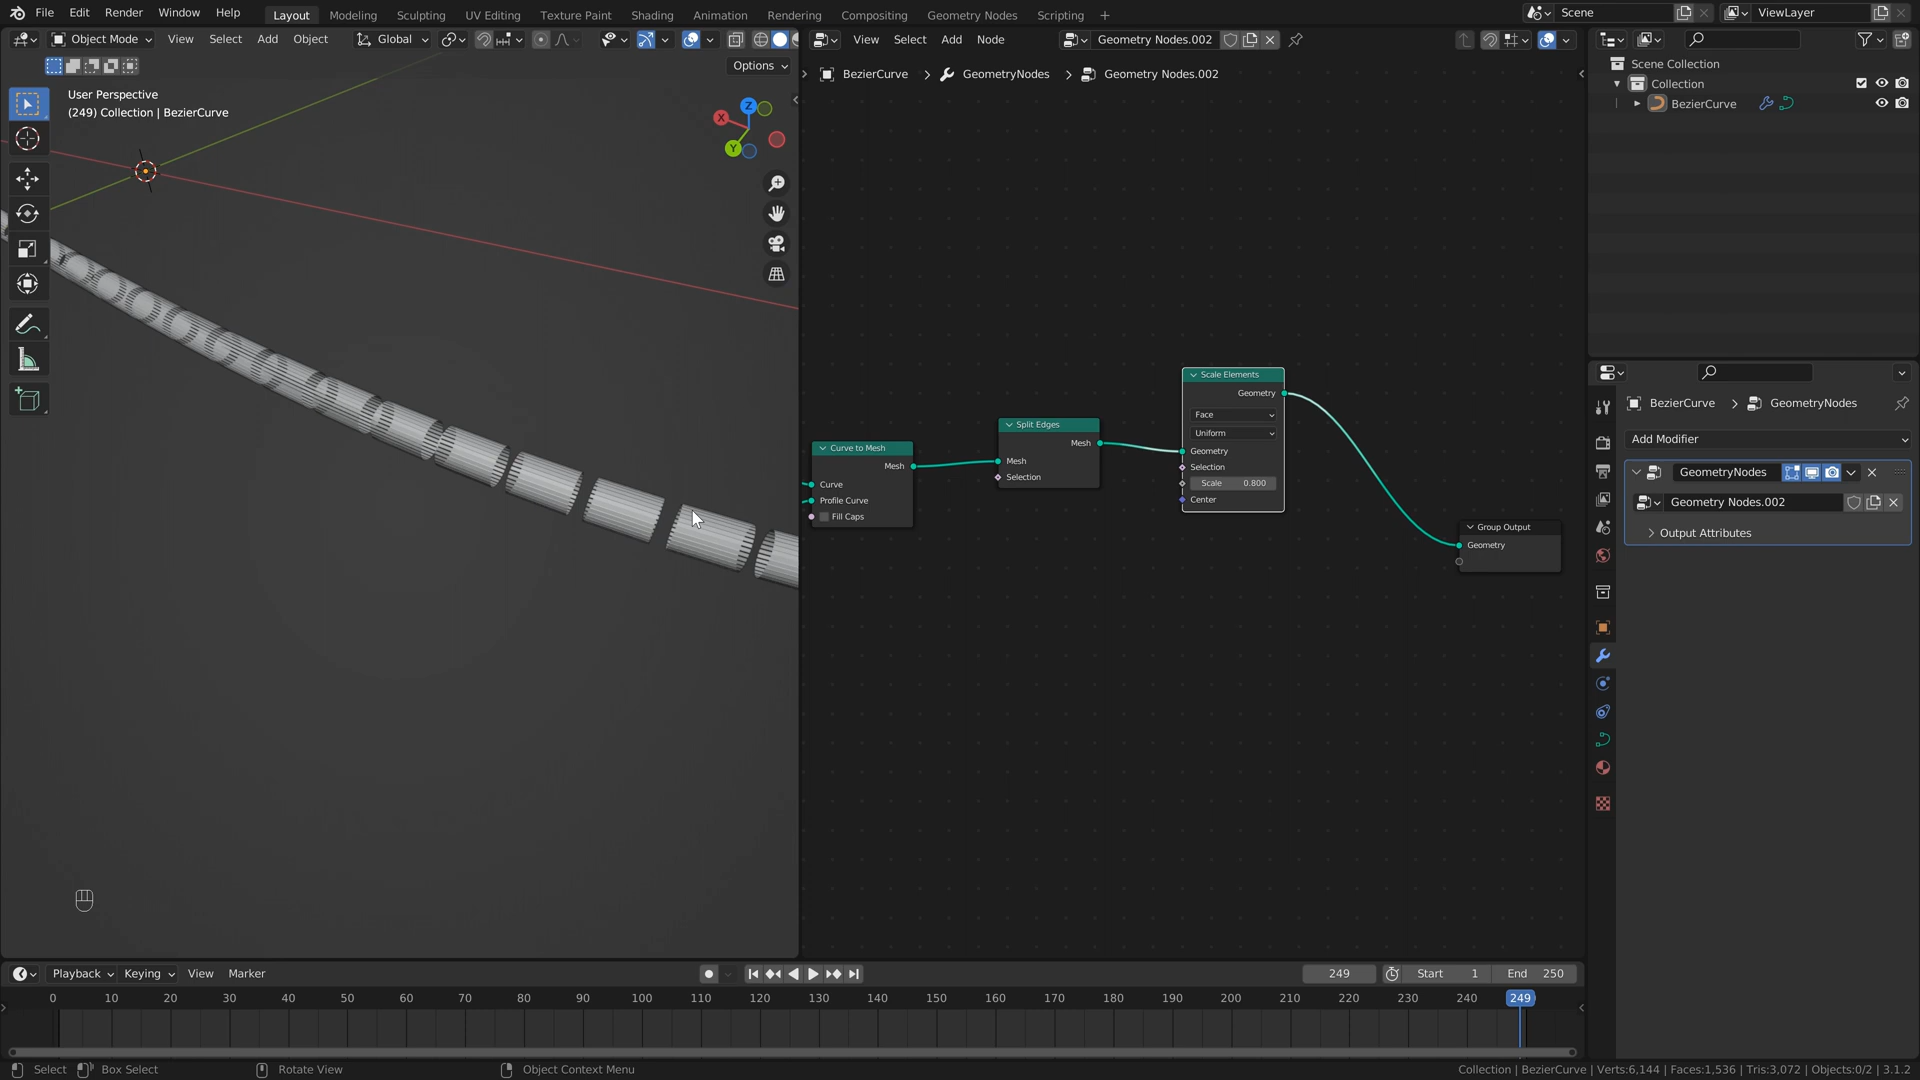 File Edit Render Window Help Layout Modeling Sculpting UV Editing Texture Paint Shading Animation Rendering Compositing Geometry Nodes Scripting + Scene ViewLayer
Object Mode View Select Add Object Global
View Select Add Node Geometry Nodes.002
Options
BezierCurve > GeometryNodes > Geometry Nodes.002
User Perspective
(249) Collection | BezierCurve
Z
X
Y
Scene Collection
Collection
BezierCurve
Scale Elements
Geometry
Face
Uniform
Geometry
Selection
Scale 0.800
Center
Split Edges
Mesh
Mesh
Selection
Curve to Mesh
Mesh
Curve
Profile Curve
Fill Caps
Group Output
Geometry
BezierCurve > GeometryNodes
Add Modifier
GeometryNodes
Geometry Nodes.002
Output Attributes
Playback Keying View Marker 249 Start 1 End 250
0 10 20 30 40 50 60 70 80 90 100 110 120 130 140 150 160 170 180 190 200 210 220 230 240 249
Select Box Select Rotate View Object Context Menu Collection | BezierCurve | Verts:6,144 | Faces:1,536 | Tris:3,072 | Objects:0/2 | 3.1.2